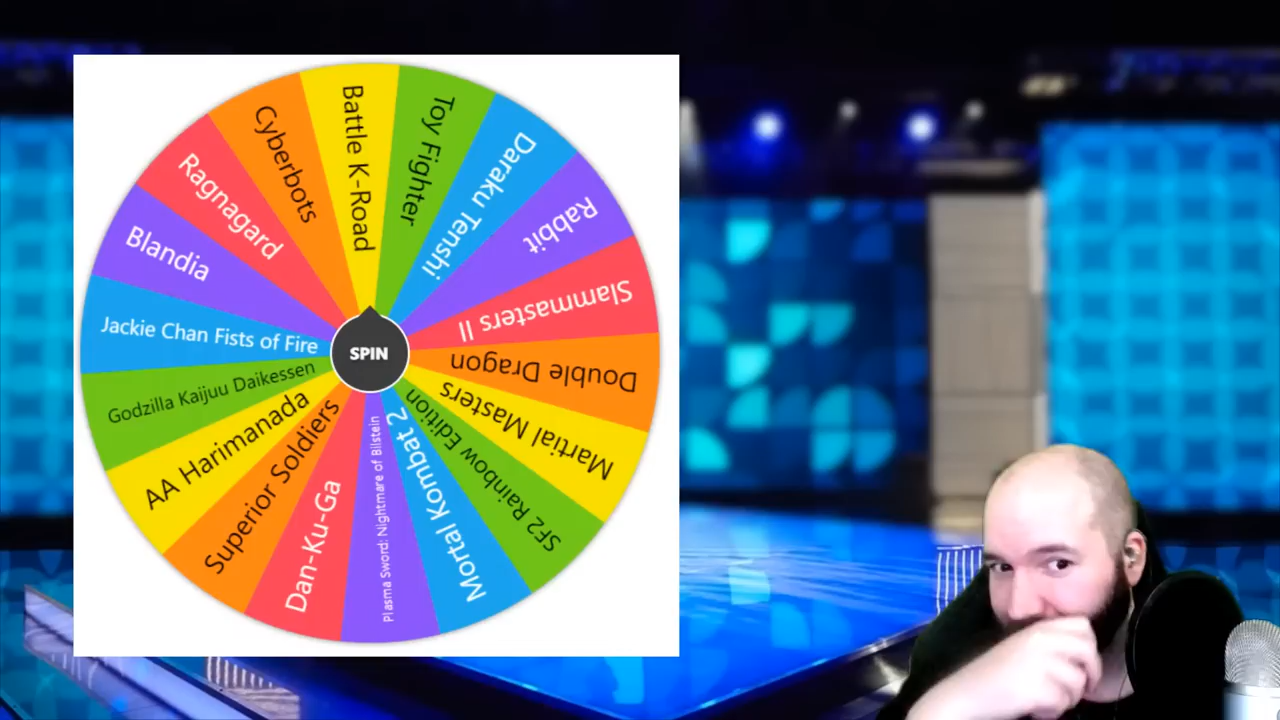 Battle K-Road
Toy Fighter
Daraku Tenshi
Rabbit
Slammasters II
Double Dragon
Martial Masters
SF2 Rainbow Edition
Mortal Kombat 2
Plasma Sword: Nightmare of Bilstein
Dan-Ku-Ga
Superior Soldiers
AA Harimanada
Godzilla Kaijuu Daikessen
Jackie Chan Fists of Fire
Blandia
Ragnagard
Cyberbots
SPIN